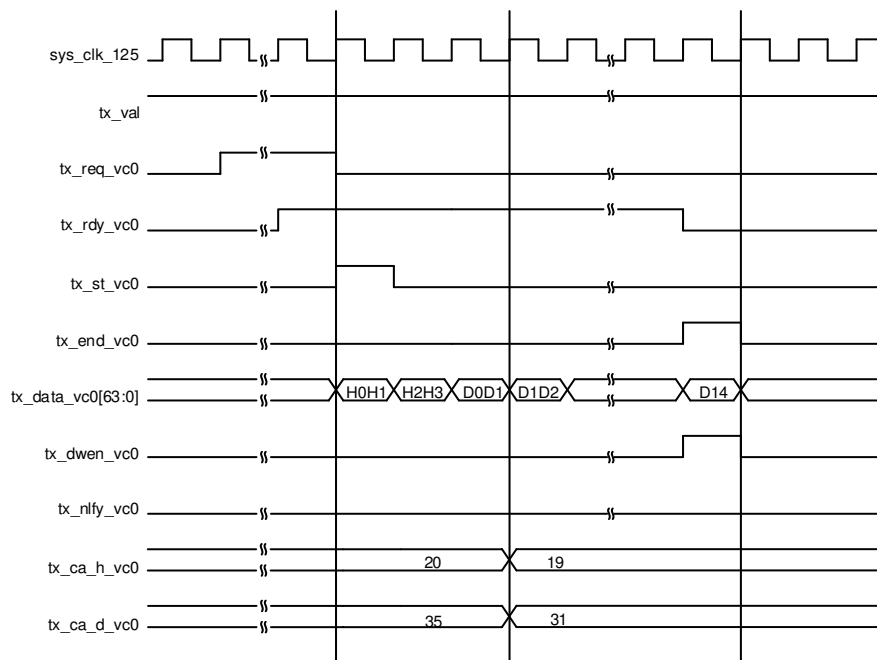 sys_clk_125
tx_val
tx_req_vc0
tx_rdy_vc0
tx_st_vc0
tx_end_vc0
tx_data_vc0[63:0] H0H1 H2H3 D0D1 D1D2 D14
tx_dwen_vc0
tx_nlfy_vc0
tx_ca_h_vc0 20 19
tx_ca_d_vc0 35 31